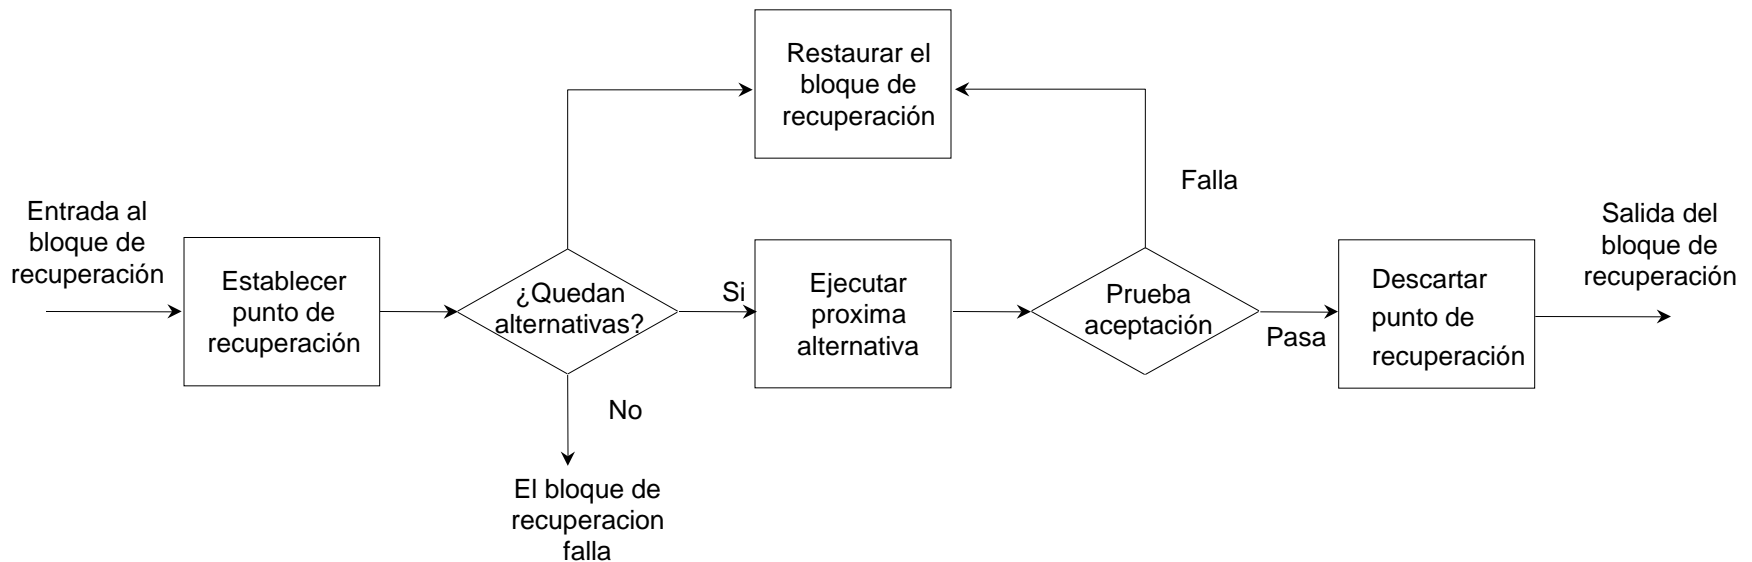 Restaurar el
bloque de
recuperación
Falla
Entrada al
bloque de
recuperación
Salida del
bloque de
recuperación
Establecer
punto de
recuperación
¿Quedan
alternativas?
Si
Ejecutar
proxima
alternativa
Prueba
aceptación
Pasa
Descartar
punto de
recuperación
No
El bloque de
recuperacion
falla